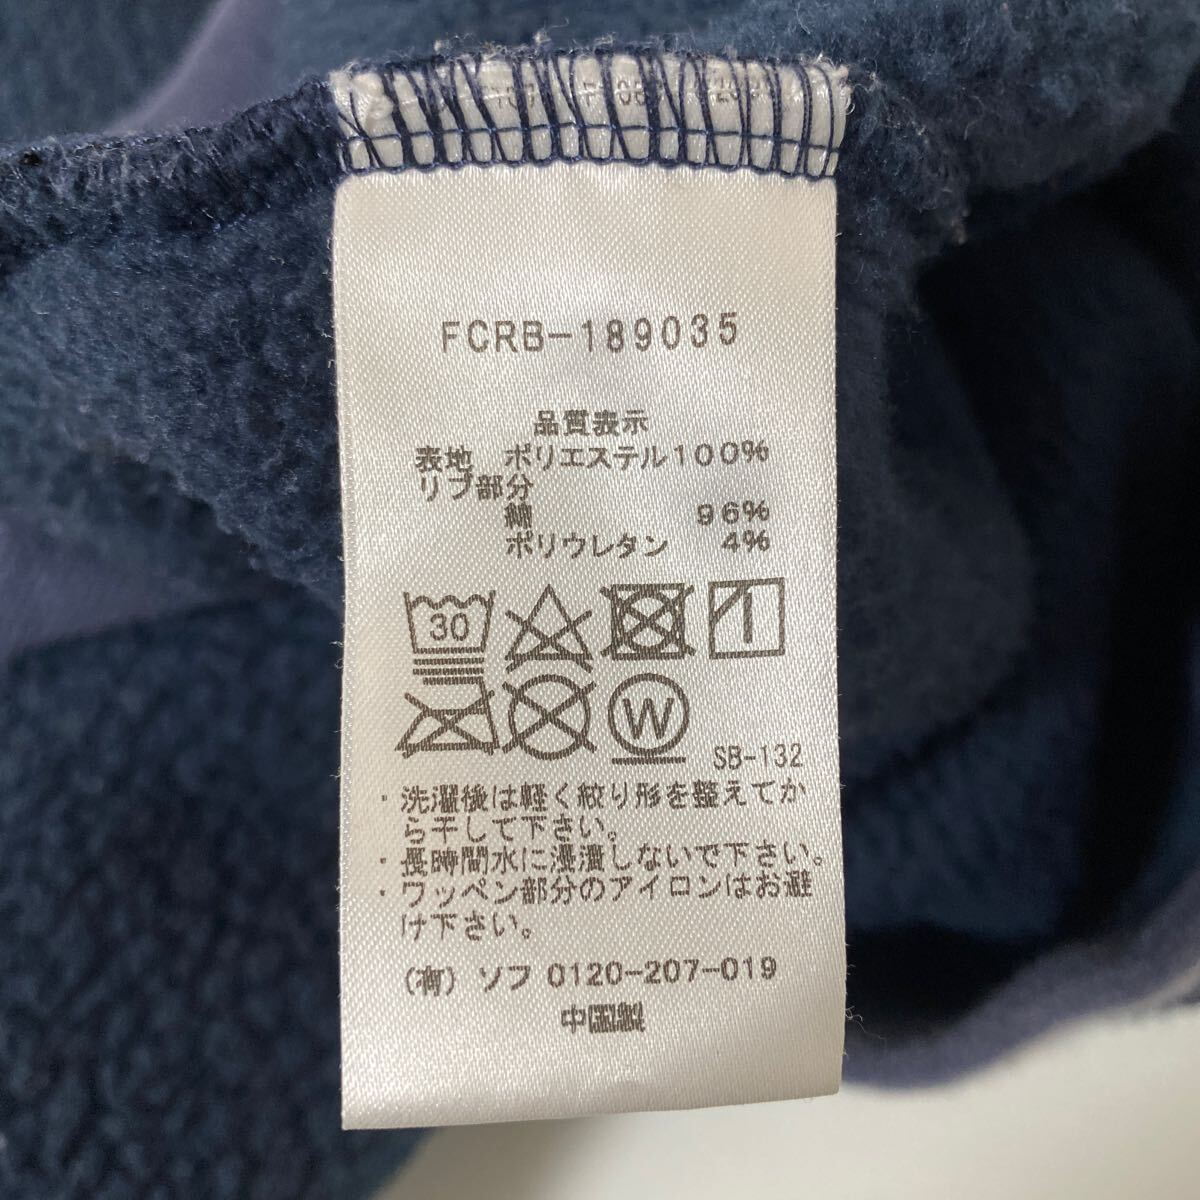 FCRB-189035
品質表示
表地 ポリエステル100%
リブ部分
綿 96%
ポリウレタン 4%
30
W
SB-132
・洗濯後は軽く絞り形を整えてか
ら干して下さい。
・長時間水に浸漬しないで下さい。
・ワッペン部分のアイロンはお避
け下さい。
(有) ソフ 0120-207-019
中国製